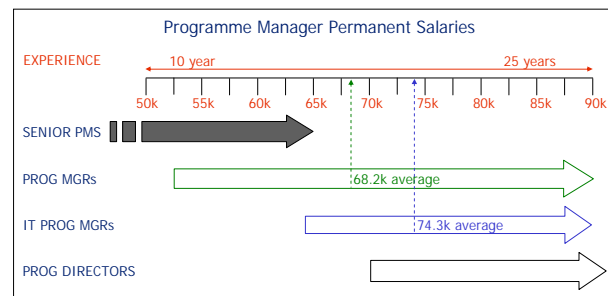 Programme Manager Permanent Salaries
EXPERIENCE 10 year 25 years
50k 55k 60k 65k 70k 75k 80k 85k 90k
SENIOR PMS
PROG MGRs 68.2k average
IT PROG MGRs 74.3k average
PROG DIRECTORS